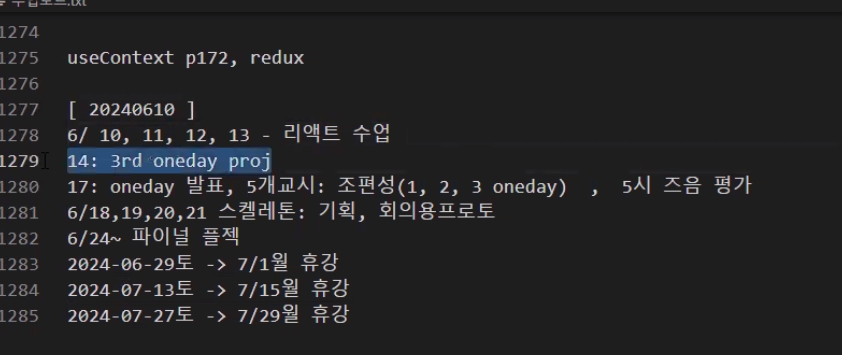 수업노트.txt
1274
1275 useContext p172, redux
1276
1277 [ 20240610 ]
1278 6/ 10, 11, 12, 13 - 리액트 수업
1279 14: 3rd oneday proj
1280 17: oneday 발표, 5개교시: 조편성(1, 2, 3 oneday)  ,  5시 즈음 평가
1281 6/18,19,20,21 스켈레톤: 기획, 회의용프로토
1282 6/24~ 파이널 플젝
1283 2024-06-29토 -> 7/1월 휴강
1284 2024-07-13토 -> 7/15월 휴강
1285 2024-07-27토 -> 7/29월 휴강